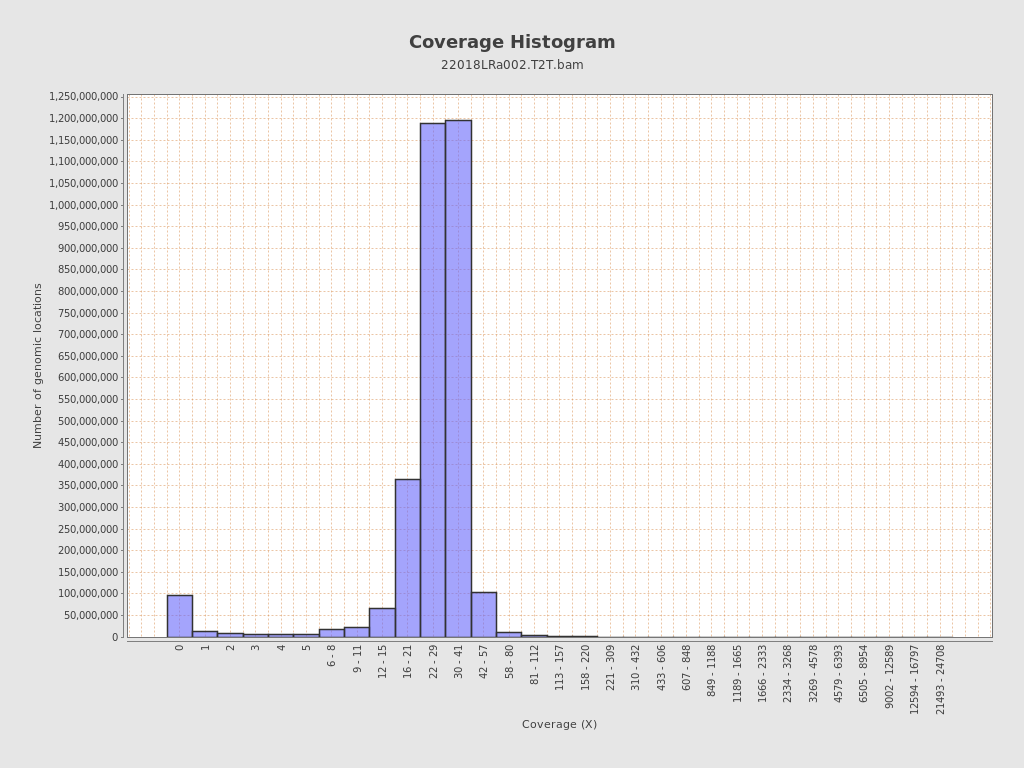 Coverage Histogram
22018LRa002.T2T.bam
1,250,000,000
1,200,000,000
1,150,000,000
1,100,000,000
1,050,000,000
1,000,000,000
950,000,000
900,000,000
850,000,000
800,000,000
750,000,000
700,000,000
650,000,000
600,000,000
550,000,000
500,000,000
450,000,000
400,000,000
350,000,000
300,000,000
250,000,000
200,000,000
150,000,000
100,000,000
50,000,000
0
Number of genomic locations
0
1
2
3
4
5
6 - 8
9 - 11
12 - 15
16 - 21
22 - 29
30 - 41
42 - 57
58 - 80
81 - 112
113 - 157
158 - 220
221 - 309
310 - 432
433 - 606
607 - 848
849 - 1188
1189 - 1665
1666 - 2333
2334 - 3268
3269 - 4578
4579 - 6393
6505 - 8954
9002 - 12589
12594 - 16797
21493 - 24708
Coverage (X)